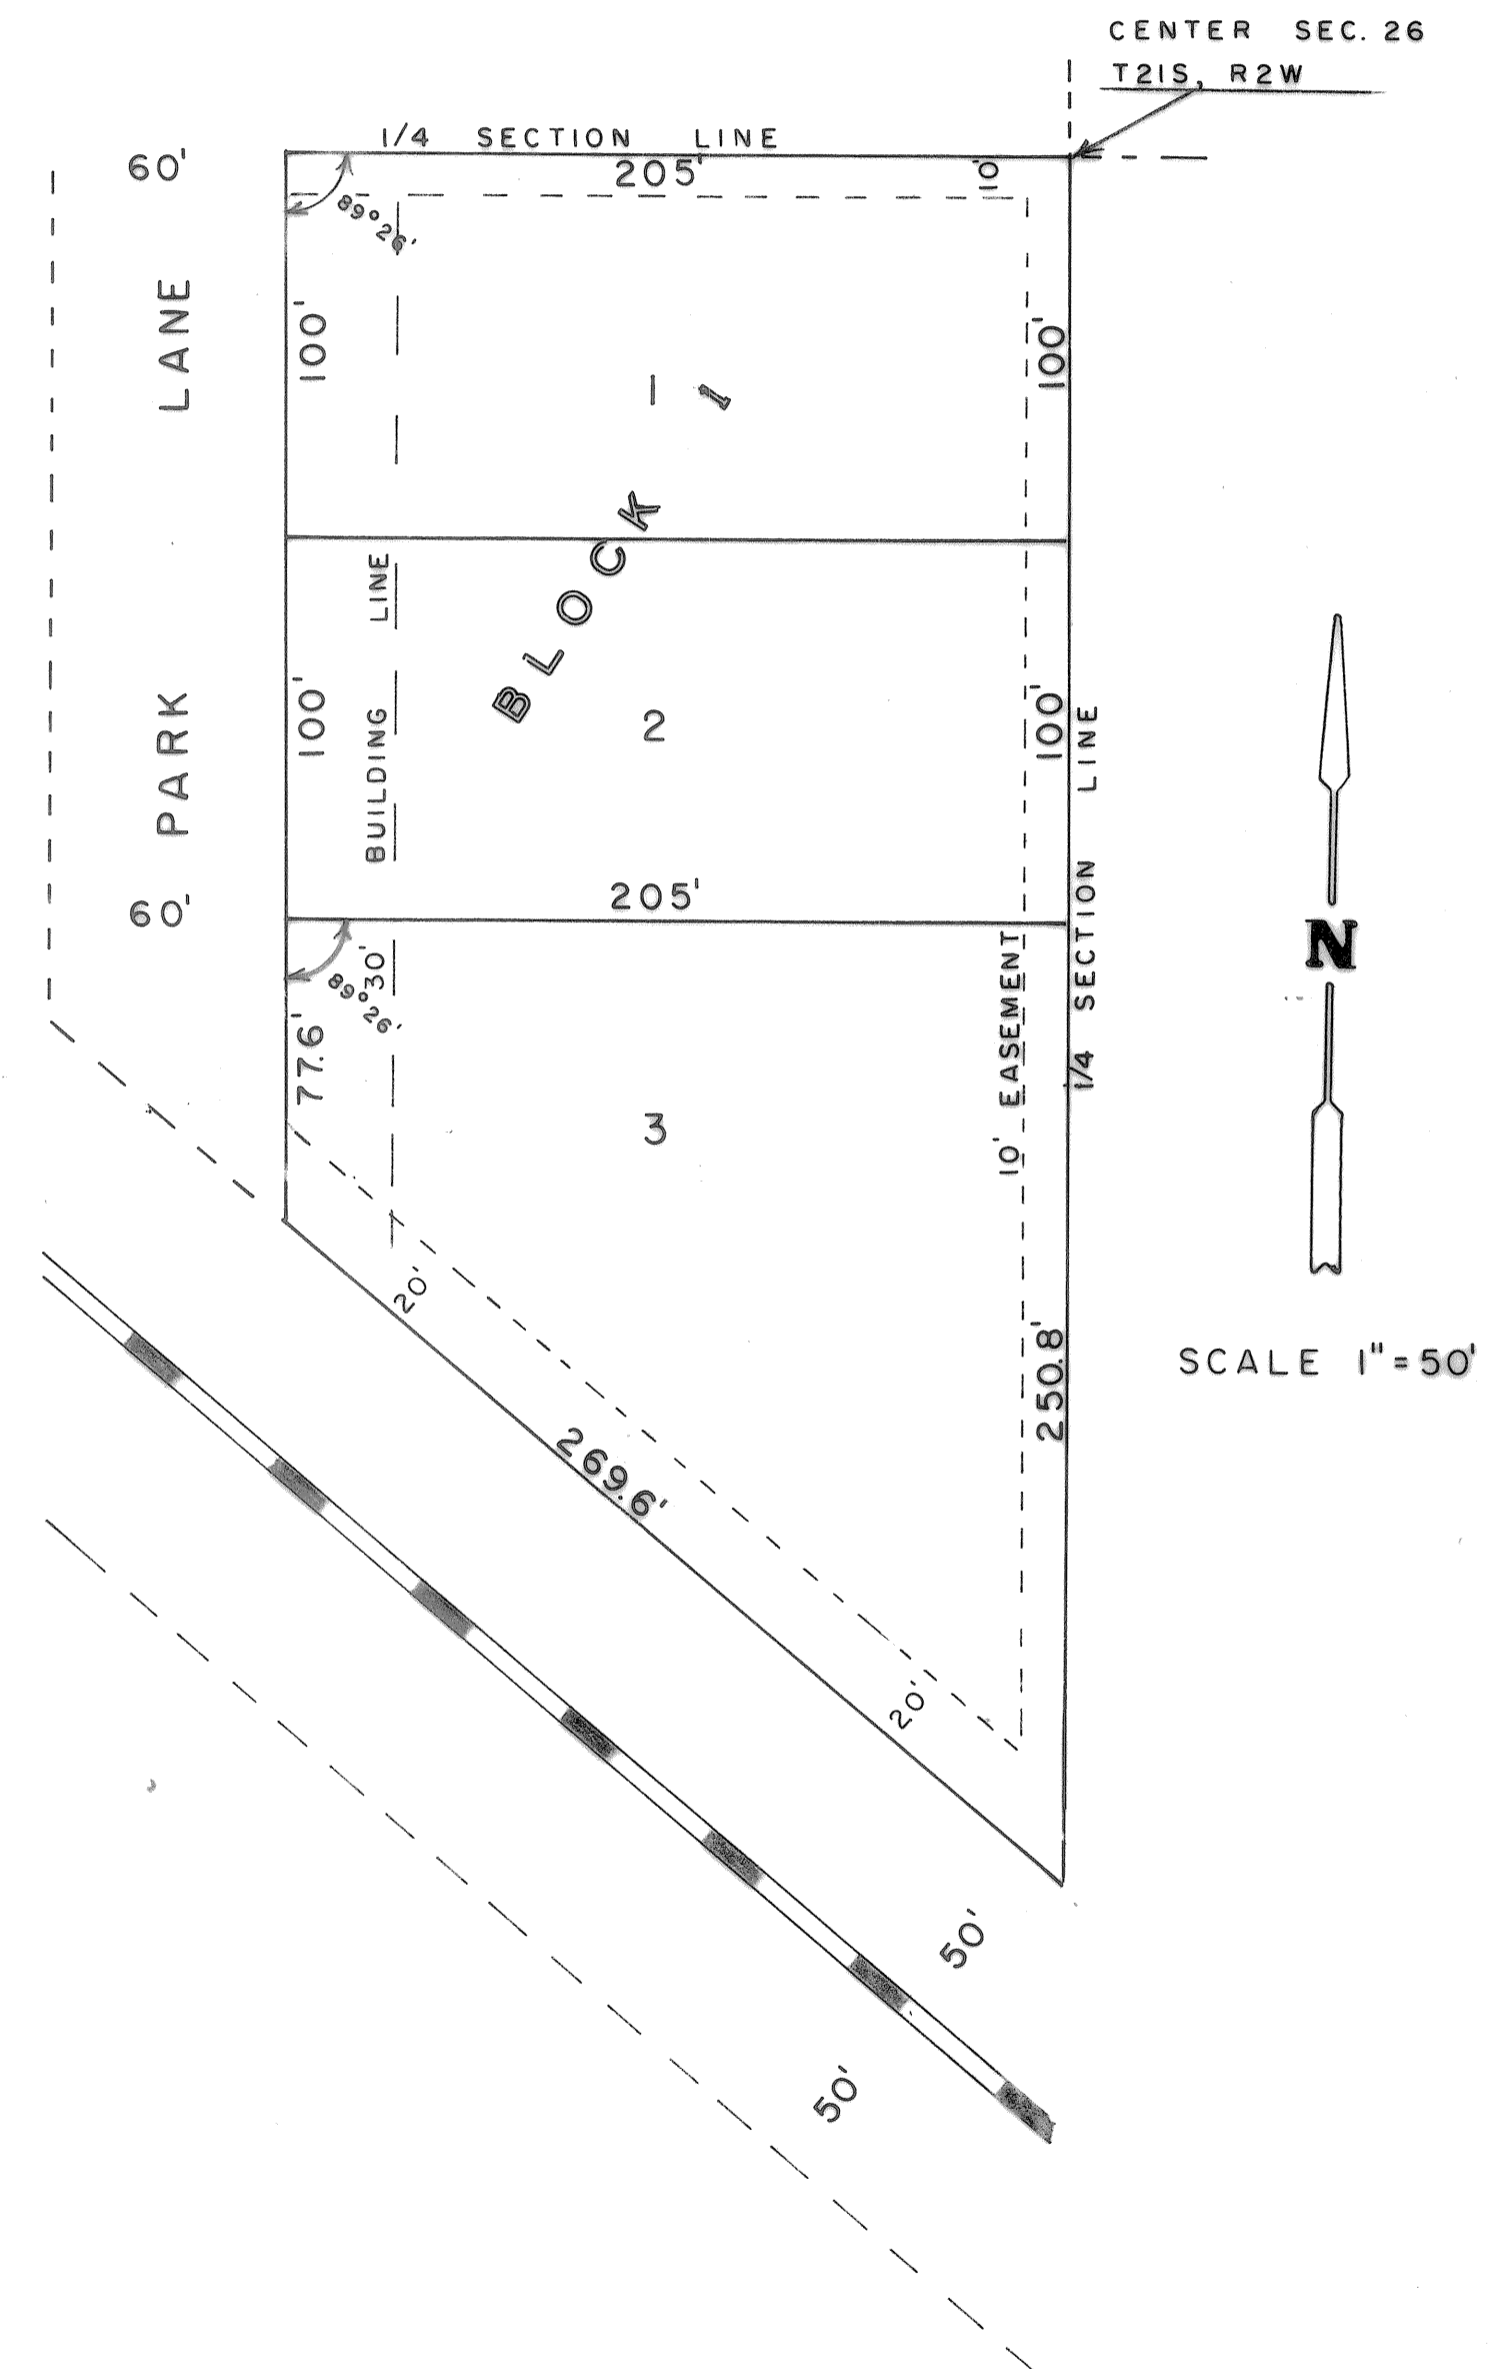 CENTER SEC. 26
T21S, R2W
1/4 SECTION LINE
60'
205'
10'
89°26'
LANE
100'
100'
1
BLOCK 1
BUILDING LINE
100'
100'
2
PARK
1/4 SECTION LINE
60'
205'
30'
89°26'
77.6'
10' EASEMENT
N
3
20'
250.8'
SCALE 1"=50'
269.6'
20'
50'
50'